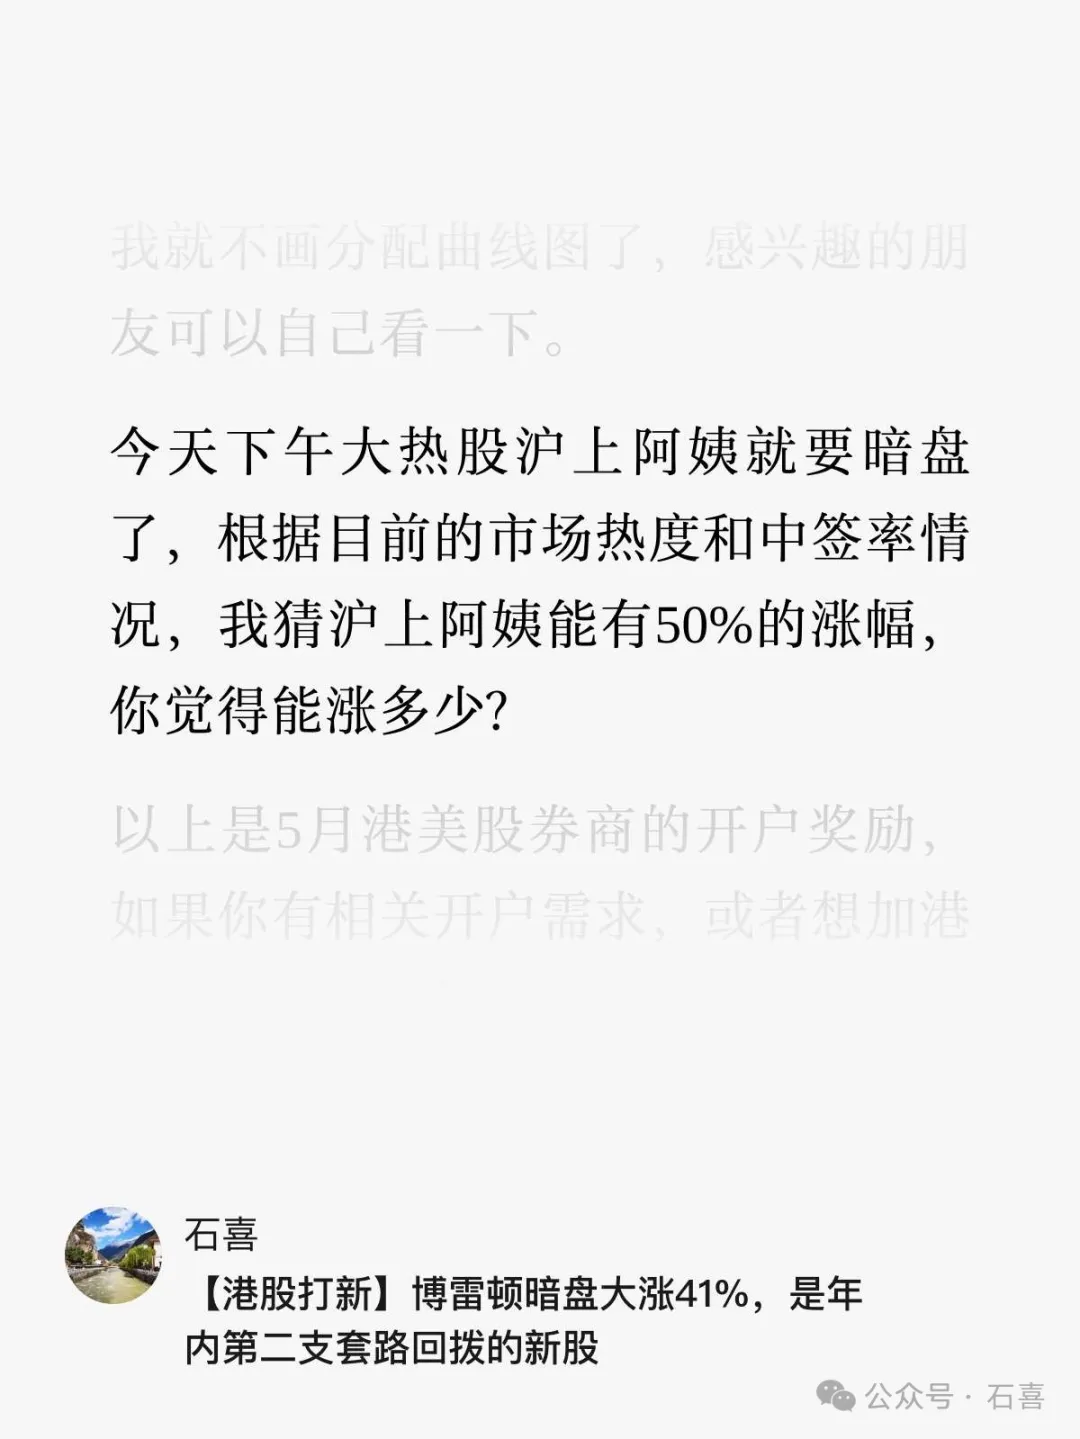 我就不画分配曲线图了，感兴趣的朋
友可以自己看一下。
今天下午大热股沪上阿姨就要暗盘
了，根据目前的市场热度和中签率情
况，我猜沪上阿姨能有50%的涨幅，
你觉得能涨多少？
以上是5月港美股券商的开户奖励，
如果你有相关开户需求，或者想加港
石喜
【港股打新】博雷顿暗盘大涨41%，是年
内第二支套路回拨的新股
公众号 · 石喜